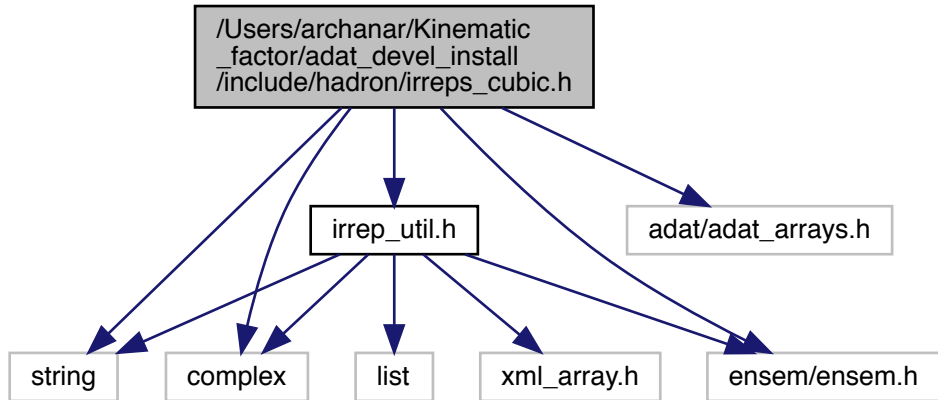 /Users/archanar/Kinematic
_factor/adat_devel_install
/include/hadron/irreps_cubic.h
irrep_util.h
adat/adat_arrays.h
string
complex
list
xml_array.h
ensem/ensem.h